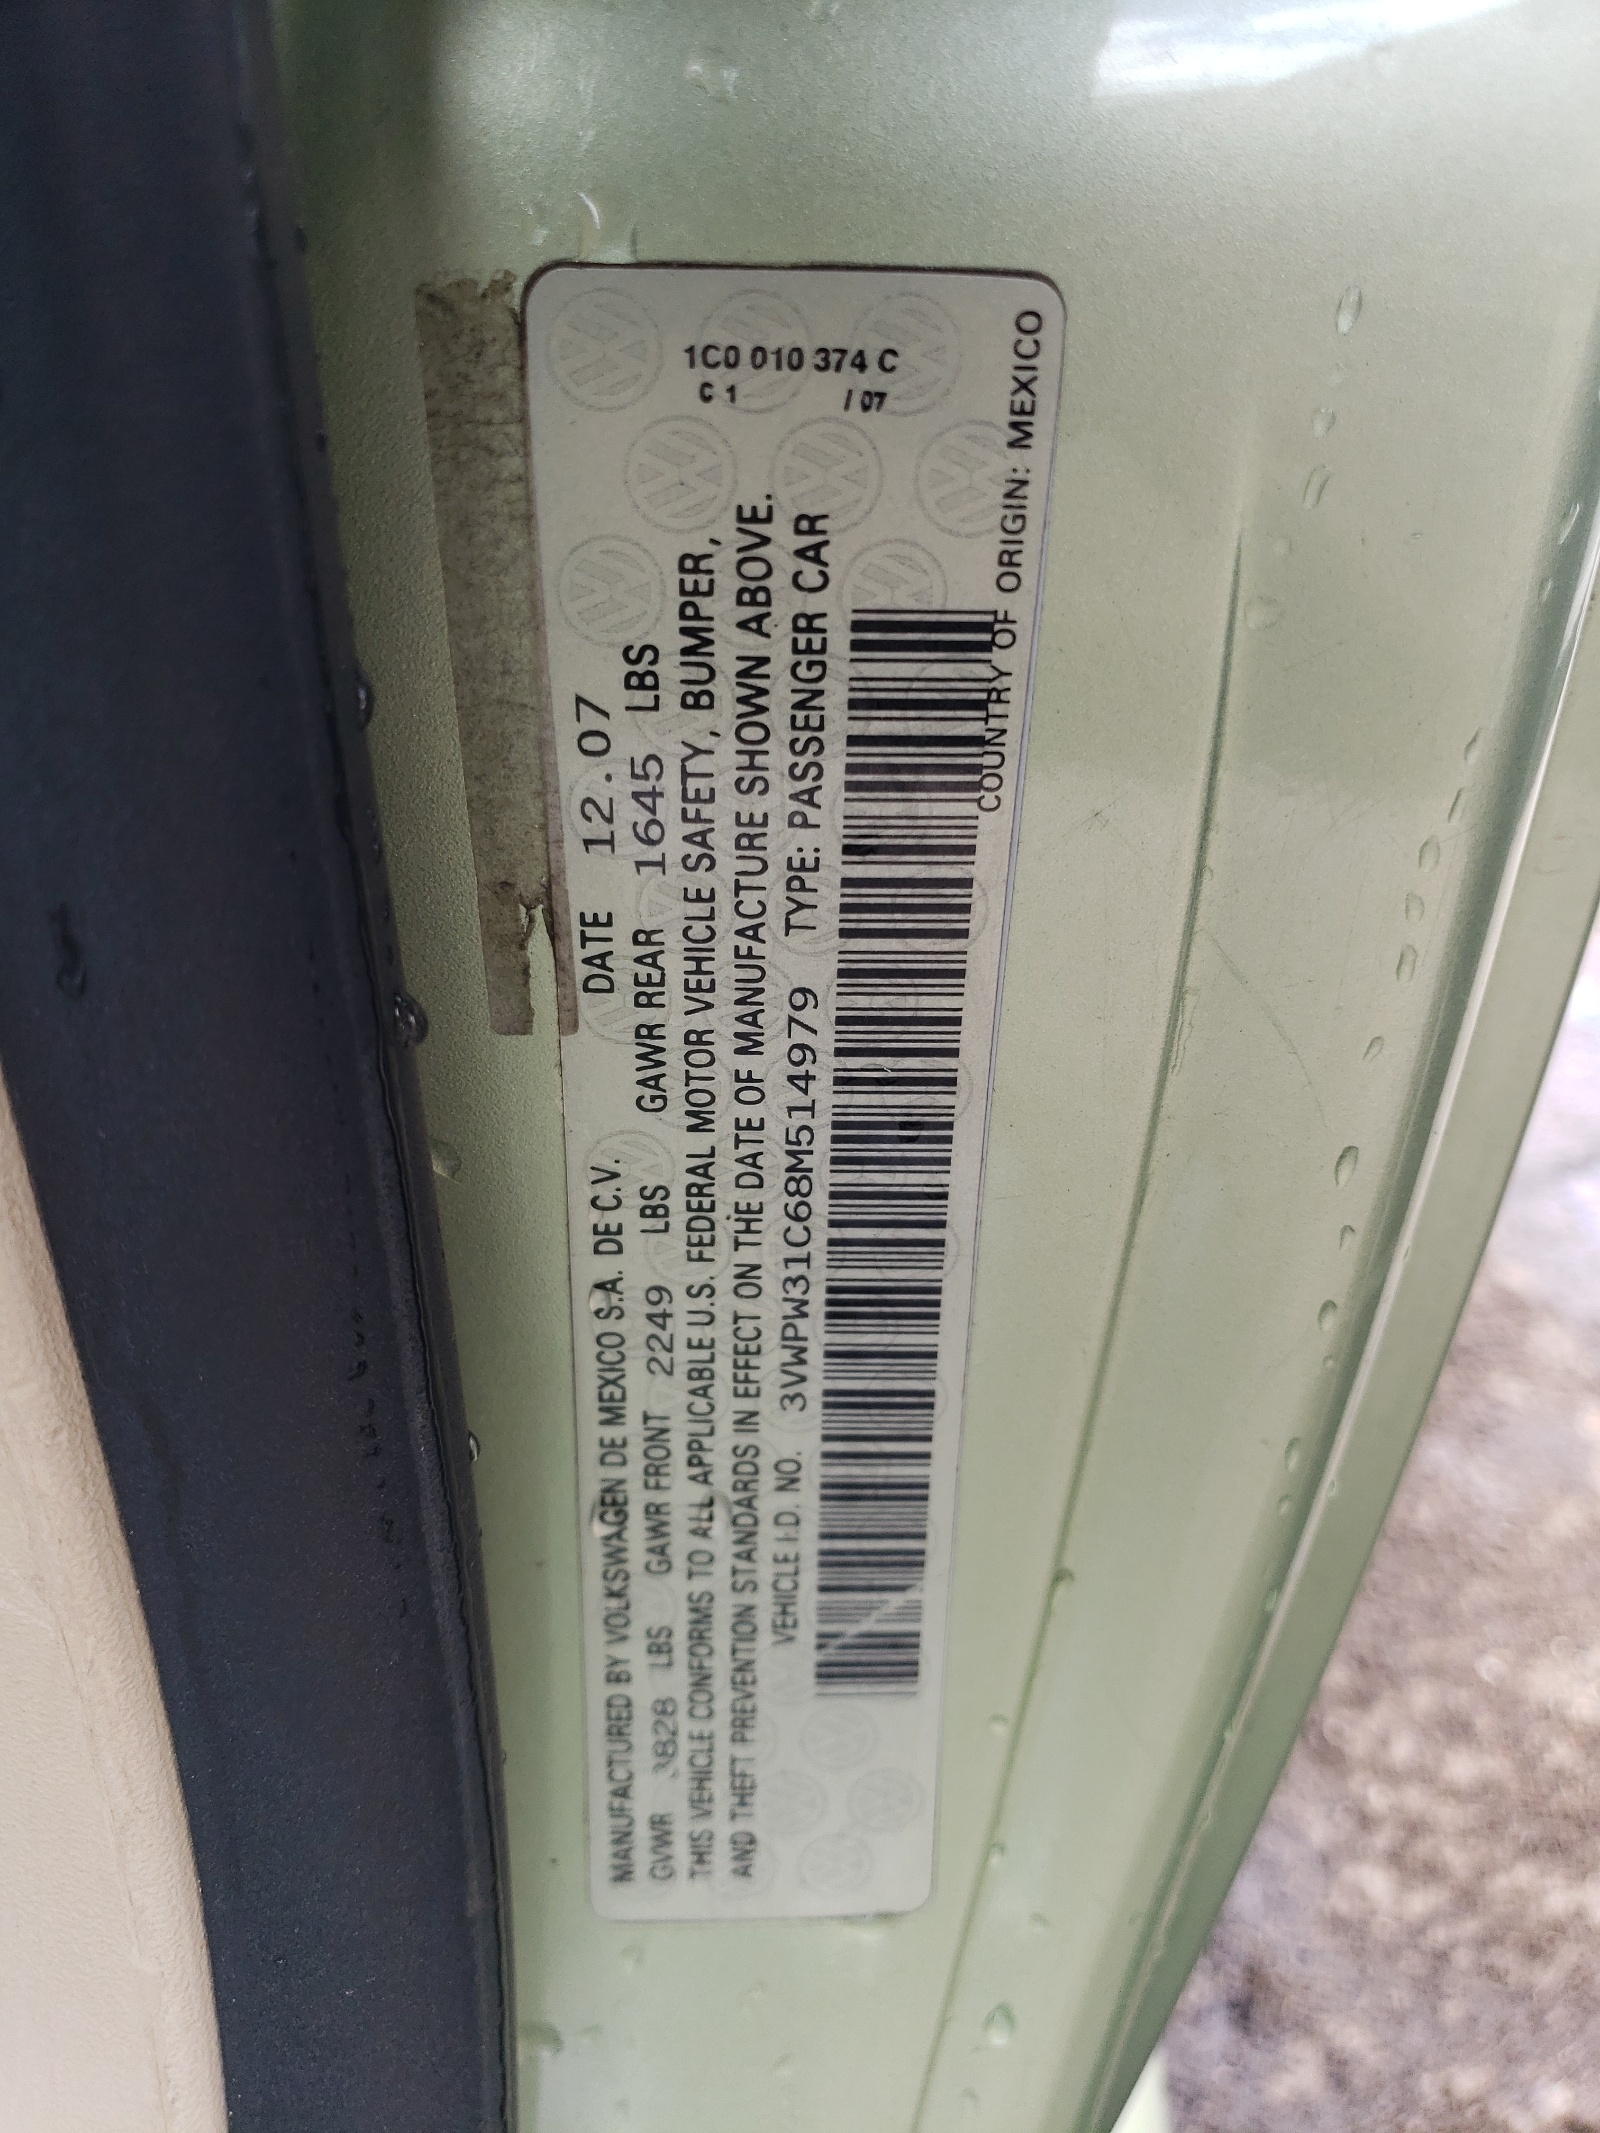 MANUFACTURED BY VOLKSWAGEN DE MEXICO S.A. DE C.V. DATE 12.07
GVWR 3828 LBS GAWR FRONT 2249 LBS GAWR REAR 1645 LBS
THIS VEHICLE CONFORMS TO ALL APPLICABLE U.S. FEDERAL MOTOR VEHICLE SAFETY, BUMPER,
AND THEFT PREVENTION STANDARDS IN EFFECT ON THE DATE OF MANUFACTURE SHOWN ABOVE.
VEHICLE I.D. NO. 3VWPW31C68M514979 TYPE: PASSENGER CAR
COUNTRY OF ORIGIN: MEXICO
1C0 010 374 C
C 1 / 07